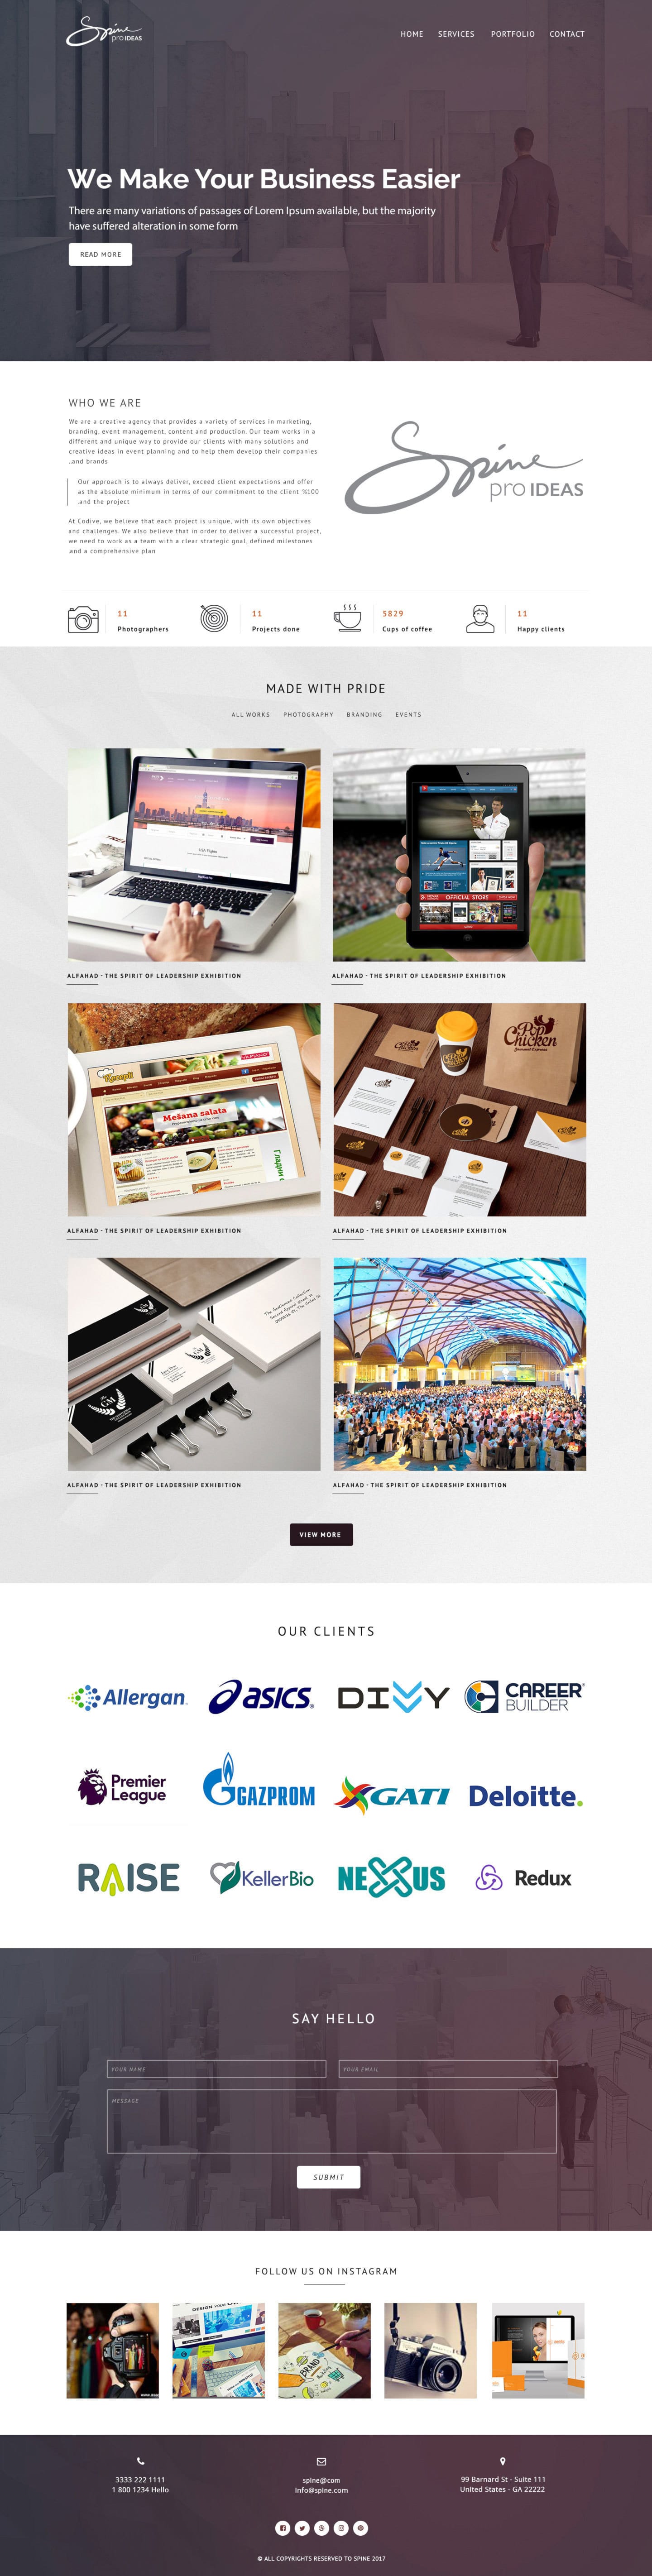 Spine
pro IDEAS
HOME SERVICES PORTFOLIO CONTACT
We Make Your Business Easier
There are many variations of passages of Lorem Ipsum available, but the majority
have suffered alteration in some form
READ MORE
WHO WE ARE
We are a creative agency that provides a variety of services in marketing,
branding, event management, content and production. Our team works in a
different and unique way to provide our clients with many solutions and
creative ideas in event planning and to help them develop their companies
.and brands
Our approach is to always deliver, exceed client expectations and offer
as the absolute minimum in terms of our commitment to the client %100
.and the project
At Codive, we believe that each project is unique, with its own objectives
and challenges. We also believe that in order to deliver a successful project,
we need to work as a team with a clear strategic goal, defined milestones
.and a comprehensive plan
Spine
pro IDEAS
11
Photographers
11
Projects done
5829
Cups of coffee
11
Happy clients
MADE WITH PRIDE
ALL WORKS PHOTOGRAPHY BRANDING EVENTS
OFFICIAL STORE
ALFAHAD - THE SPIRIT OF LEADERSHIP EXHIBITION
ALFAHAD - THE SPIRIT OF LEADERSHIP EXHIBITION
Recepti
Mešana salata
Pop
Chicken
ALFAHAD - THE SPIRIT OF LEADERSHIP EXHIBITION
ALFAHAD - THE SPIRIT OF LEADERSHIP EXHIBITION
ALFAHAD - THE SPIRIT OF LEADERSHIP EXHIBITION
ALFAHAD - THE SPIRIT OF LEADERSHIP EXHIBITION
VIEW MORE
OUR CLIENTS
Allergan
asics
DIVVY
CAREER
BUILDER
Premier
League
GAZPROM
GATI
Deloitte.
RAISE
KellerBio
NEXUS
Redux
SAY HELLO
YOUR NAME
YOUR EMAIL
MESSAGE
SUBMIT
FOLLOW US ON INSTAGRAM
BRAND
3333 222 1111
1 800 1234 Hello
spine@com
Info@spine.com
99 Barnard St - Suite 111
United States - GA 22222
© ALL COPYRIGHTS RESERVED TO SPINE 2017